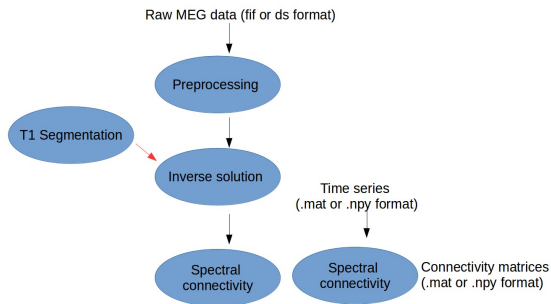 Raw MEG data (fif or ds format)
Preprocessing
T1 Segmentation
Inverse solution
Time series
(.mat or .npy format)
Spectral
connectivity
Spectral
connectivity
Connectivity matrices
(.mat or .npy format)